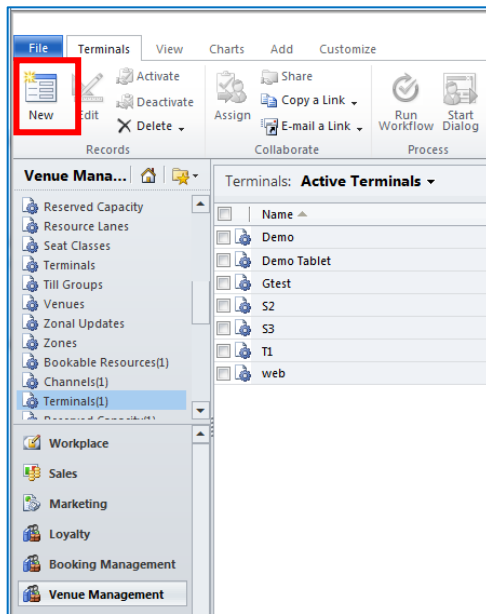 File Terminals View Charts Add Customize
New
Edit
Activate
Deactivate
Delete
Records
Assign
Share
Copy a Link
E-mail a Link
Collaborate
Run
Workflow
Start
Dialog
Process
Venue Mana...
Reserved Capacity
Resource Lanes
Seat Classes
Terminals
Till Groups
Venues
Zonal Updates
Zones
Bookable Resources(1)
Channels(1)
Terminals(1)
Reserved Capacity(1)
Workplace
Sales
Marketing
Loyalty
Booking Management
Venue Management
Terminals: Active Terminals
Name
Demo
Demo Tablet
Gtest
S2
S3
T1
web